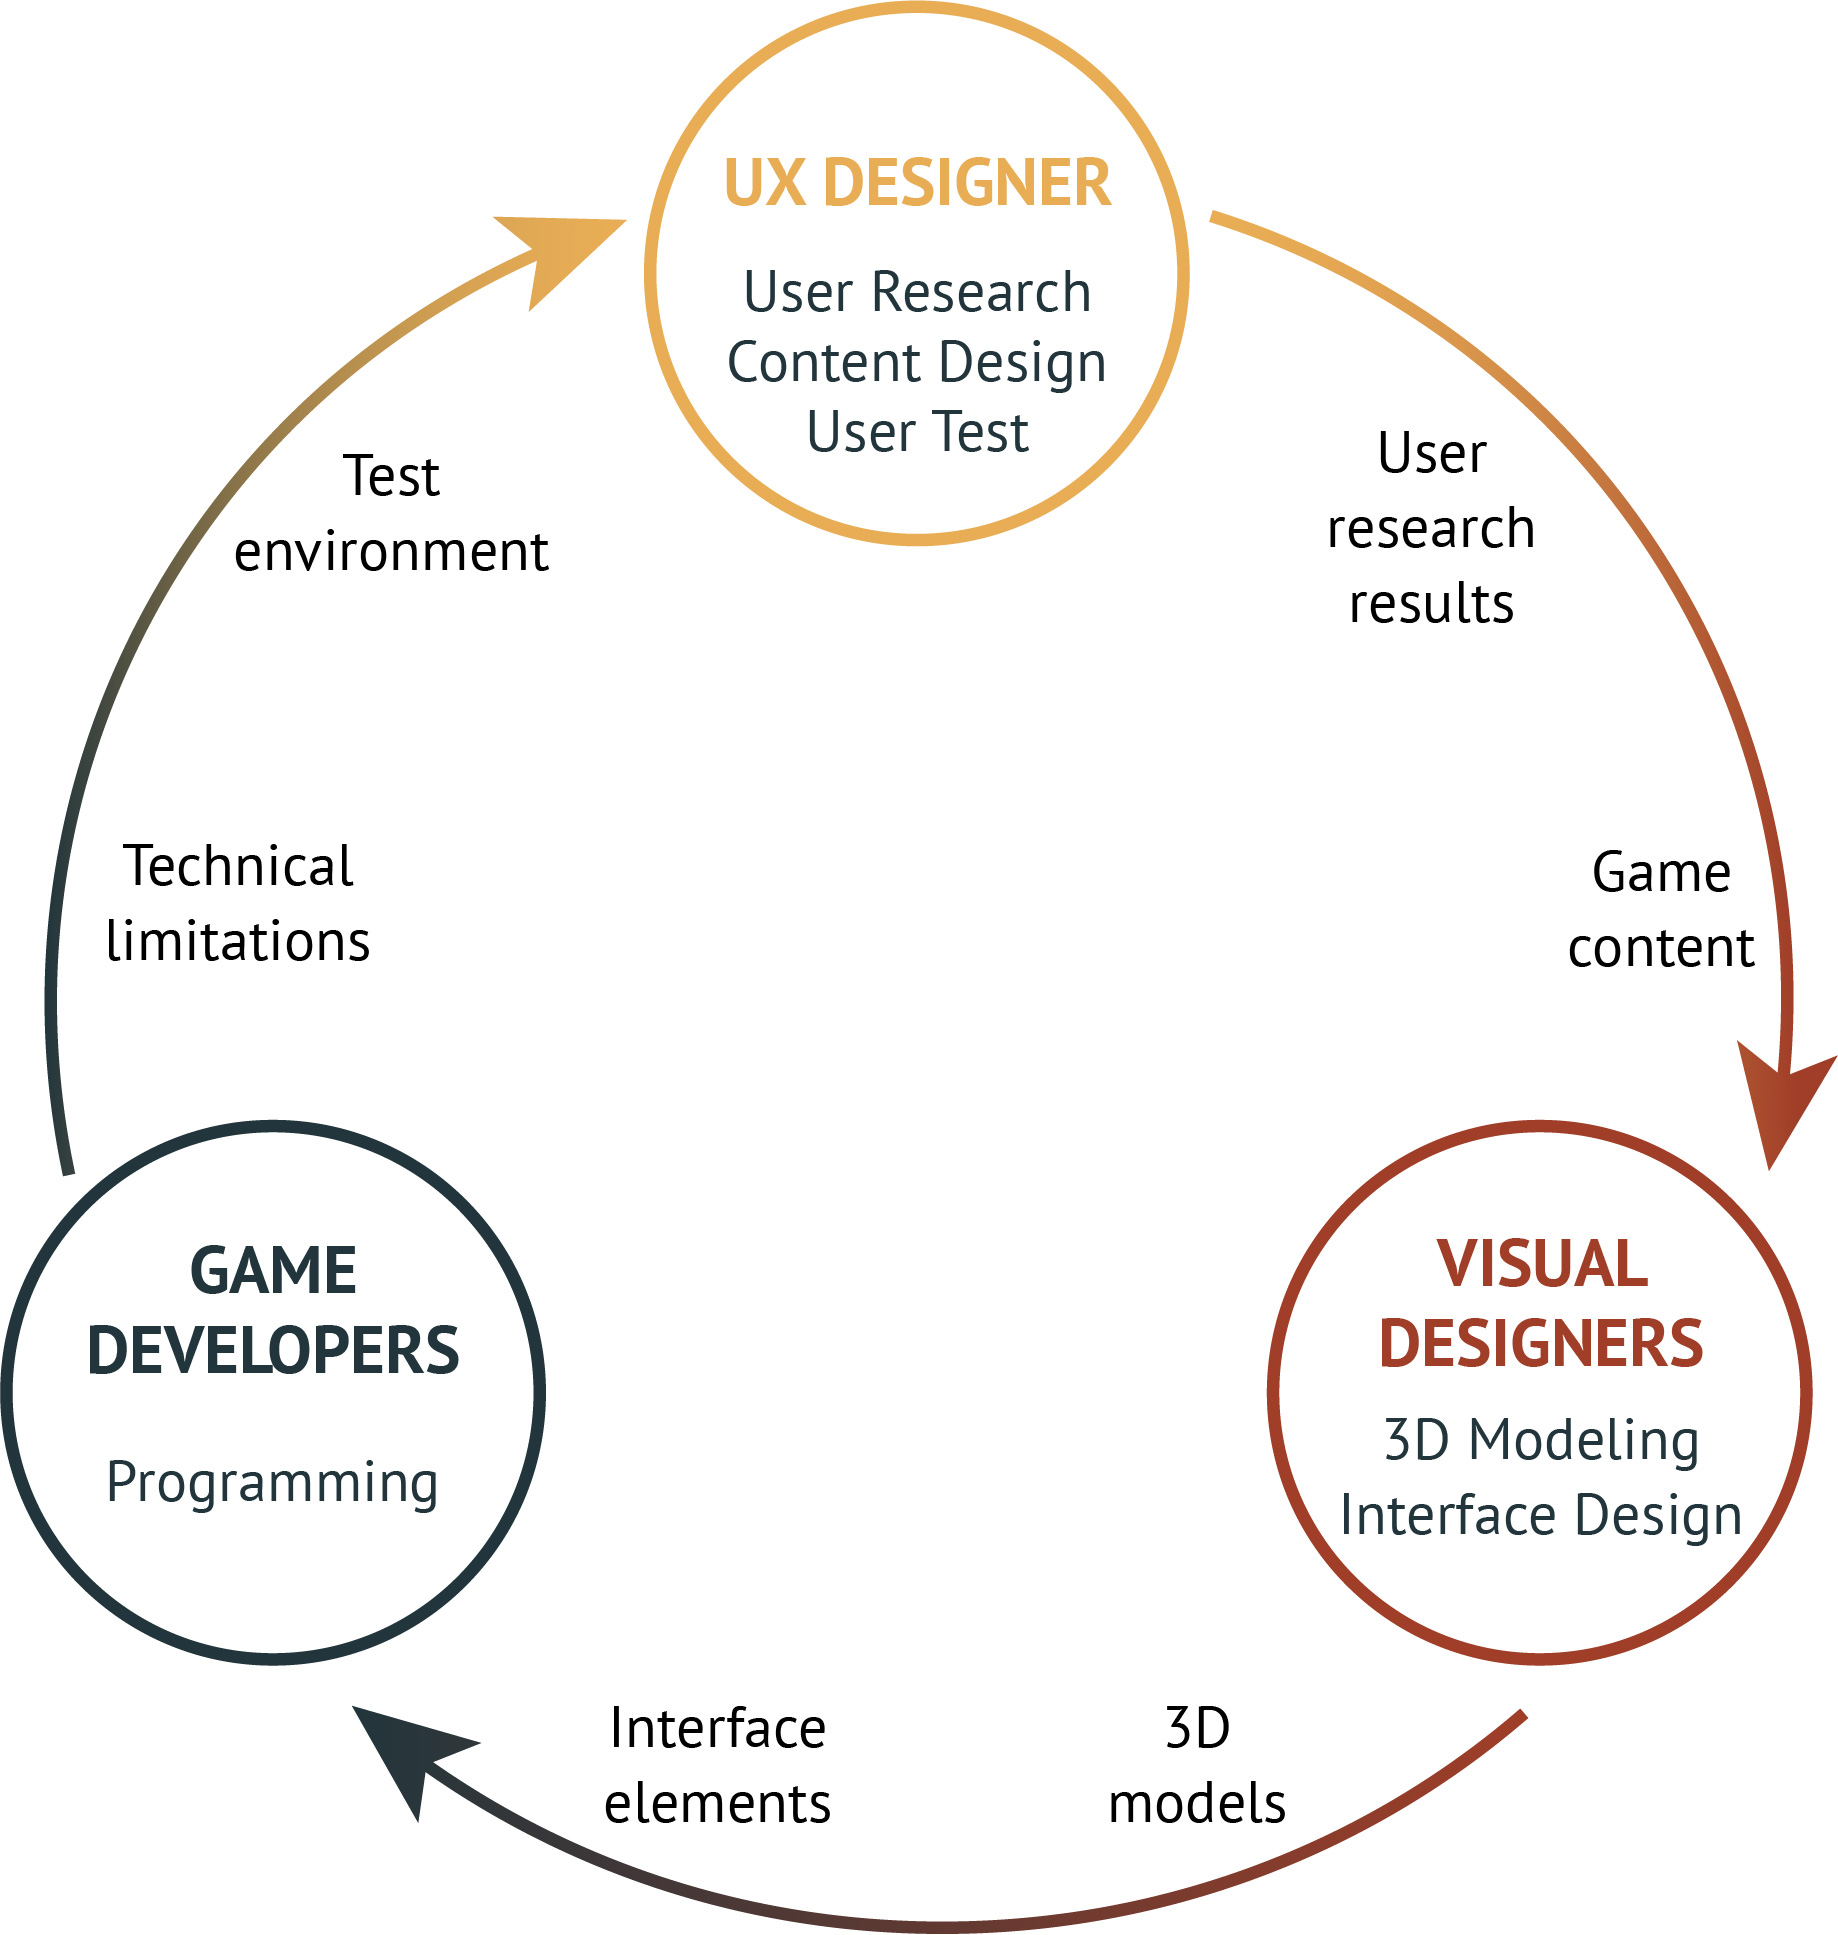 UX DESIGNER
User Research
Content Design
User Test
User
research
results
Game
content
VISUAL
DESIGNERS
3D Modeling
Interface Design
3D
models
Interface
elements
GAME
DEVELOPERS
Programming
Technical
limitations
Test
environment